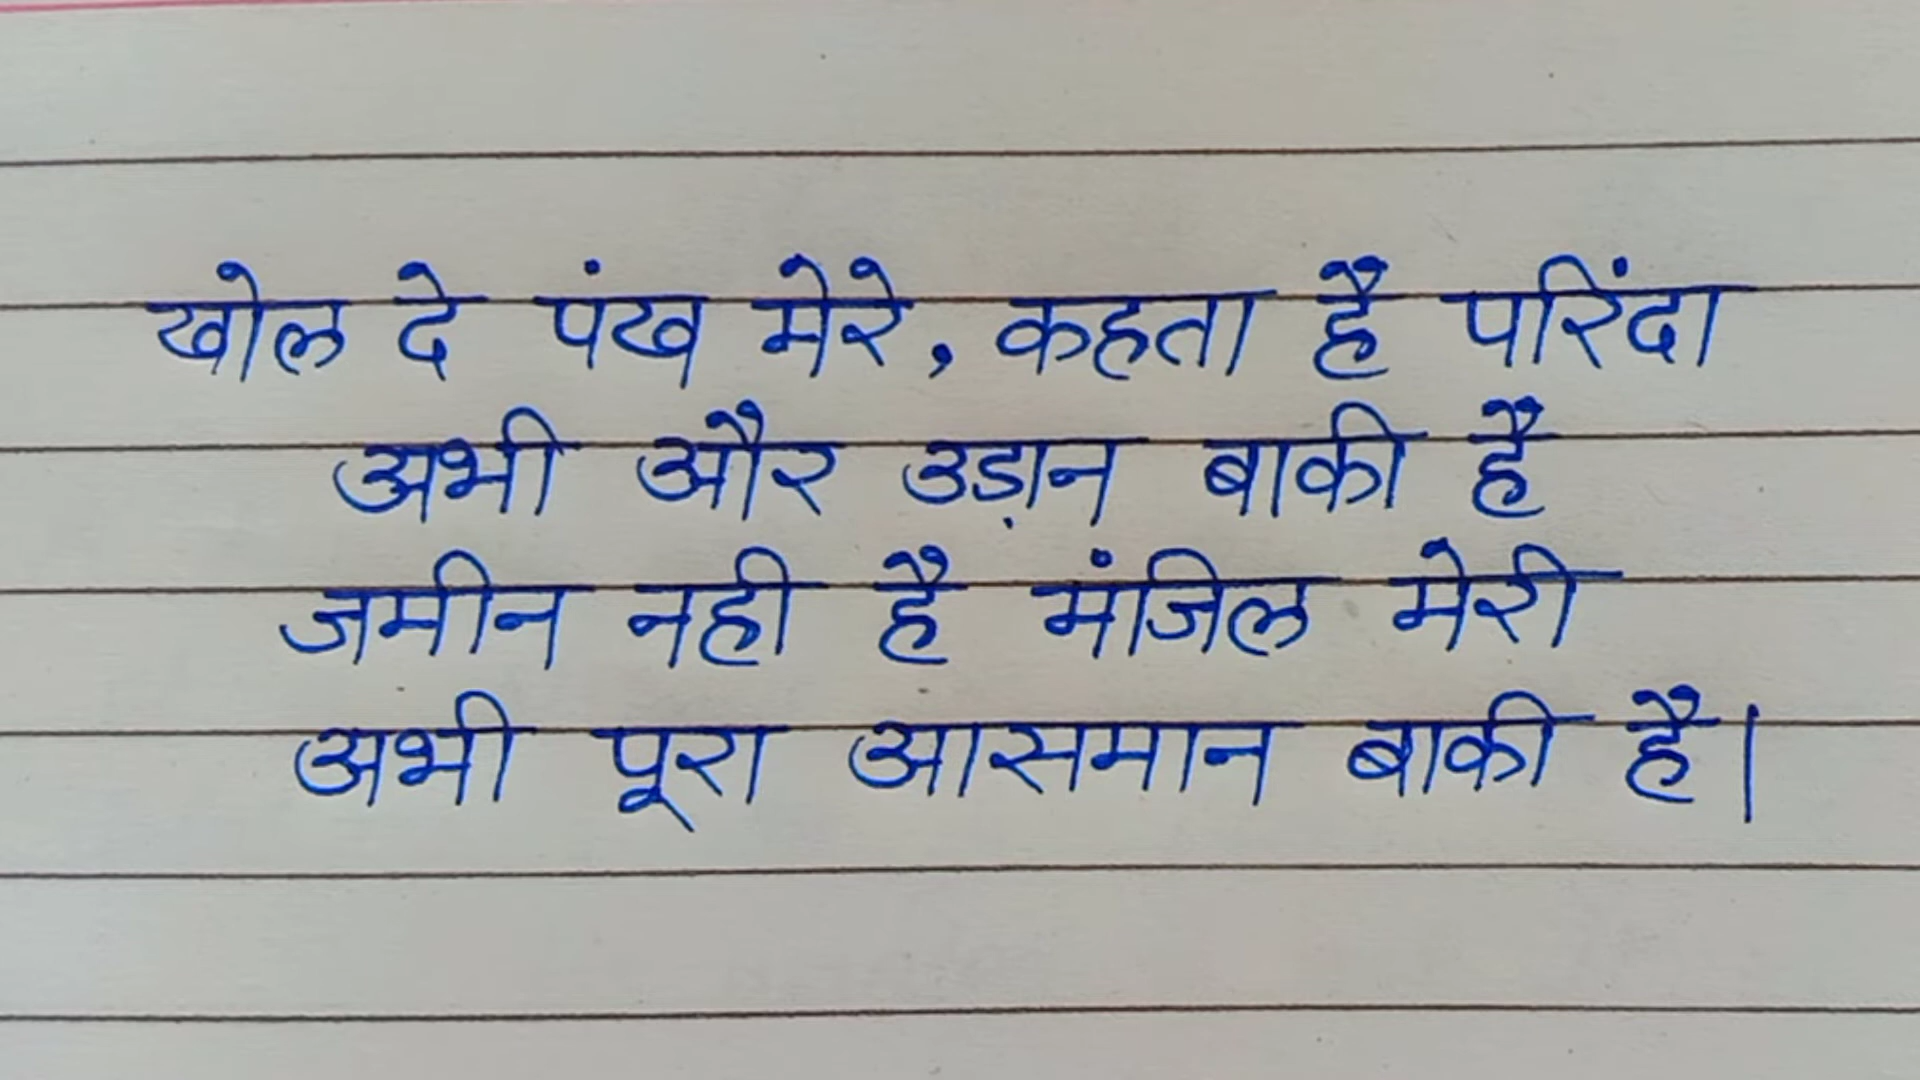 खोल दे पंख मेरे, कहता है परिंदा
अभी और उड़ान बाकी है
जमीन नही है मंजिल मेरी
अभी पूरा आसमान बाकी है।